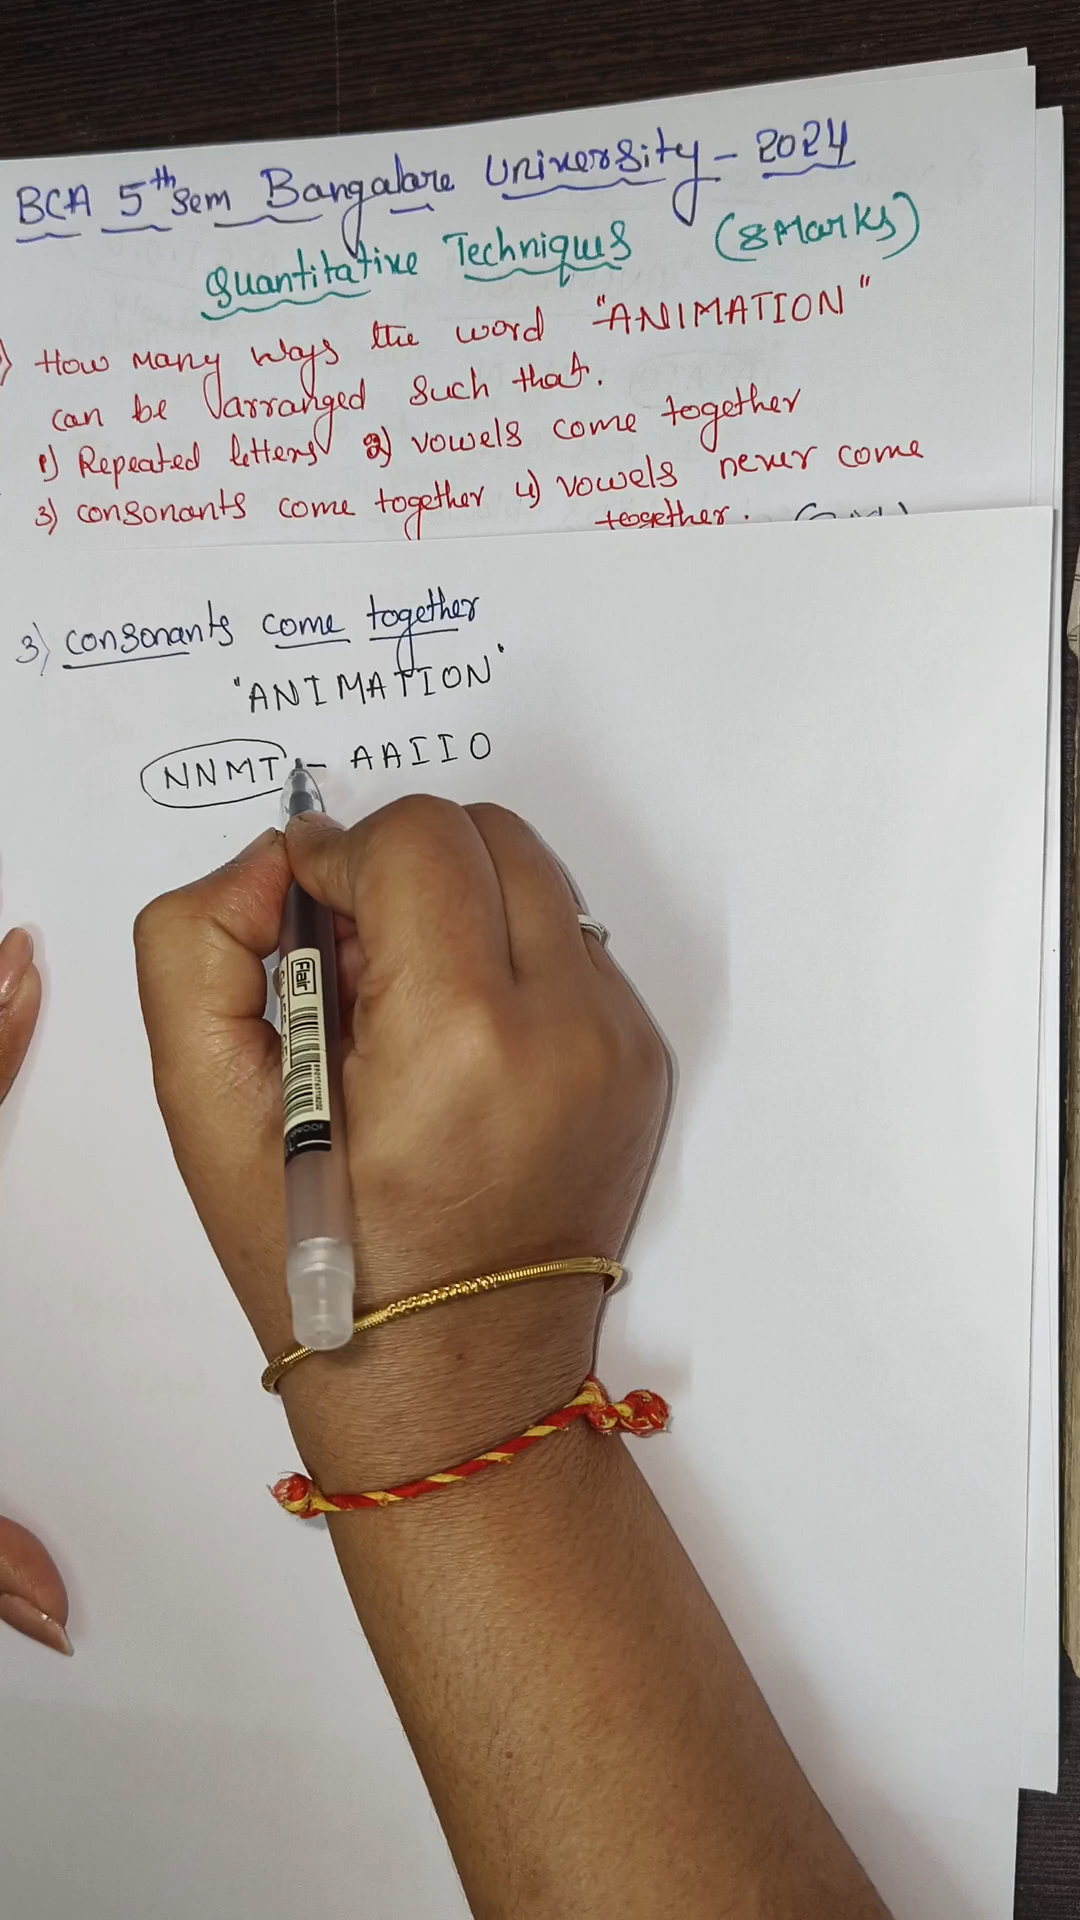 BCA 5th Sem Bangalore University - 2024
Quantitative Techniques (8 Marks)
How many ways the word "ANIMATION"
can be arranged such that.
1) Repeated letters 2) vowels come together
3) consonants come together 4) vowels never come
together.
3) consonants come together
"ANIMATION"
NNMT - AAIIO
Flair